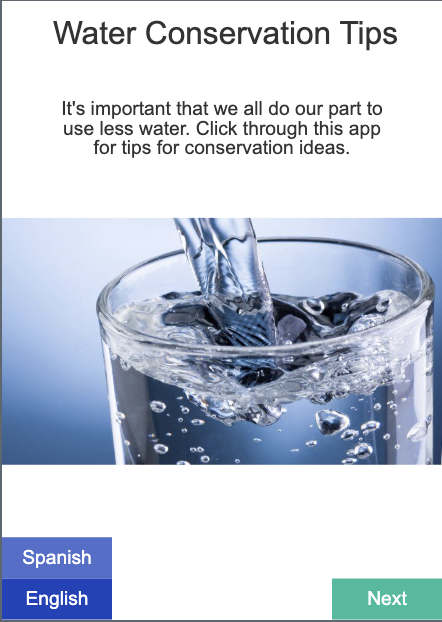 Water Conservation Tips
It's important that we all do our part to
use less water. Click through this app
for tips for conservation ideas.
Spanish
English
Next